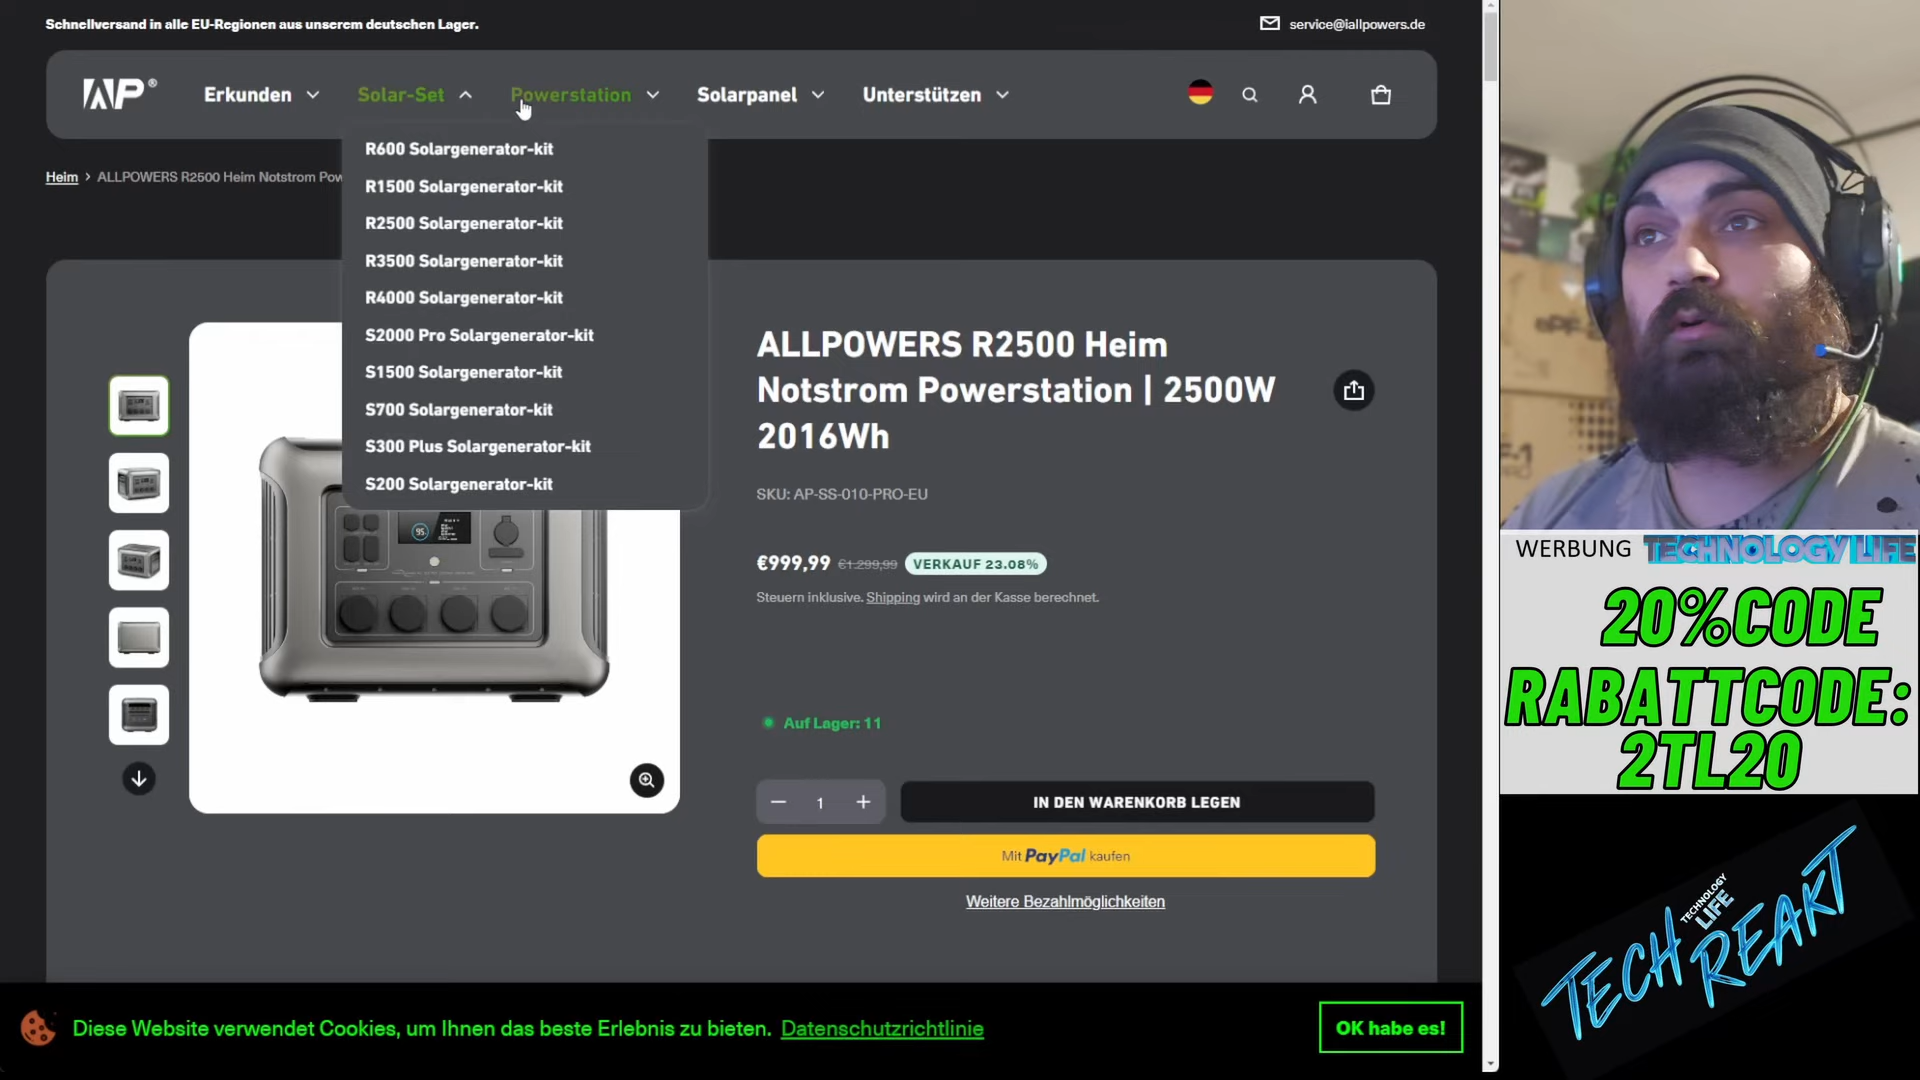 Schnellversand in alle EU-Regionen aus unserem deutschen Lager.
service@iallpowers.de
AP®
Erkunden
Solar-Set
Powerstation
Solarpanel
Unterstützen
R600 Solargenerator-kit
R1500 Solargenerator-kit
R2500 Solargenerator-kit
R3500 Solargenerator-kit
R4000 Solargenerator-kit
S2000 Pro Solargenerator-kit
S1500 Solargenerator-kit
S700 Solargenerator-kit
S300 Plus Solargenerator-kit
S200 Solargenerator-kit
Heim > ALLPOWERS R2500 Heim Notstrom Pow
95
ALLPOWERS R2500 Heim
Notstrom Powerstation | 2500W
2016Wh
SKU: AP-SS-010-PRO-EU
€999,99 €1.299,99 VERKAUF 23.08%
Steuern inklusive. Shipping wird an der Kasse berechnet.
Auf Lager: 11
1
IN DEN WARENKORB LEGEN
Mit PayPal kaufen
Weitere Bezahlmöglichkeiten
Diese Website verwendet Cookies, um Ihnen das beste Erlebnis zu bieten. Datenschutzrichtlinie
OK habe es!
WERBUNG TECHNOLOGY LIFE
20%CODE
RABATTCODE:
2TL20
TECHNOLOGY
LIFE
TECH
REAKT